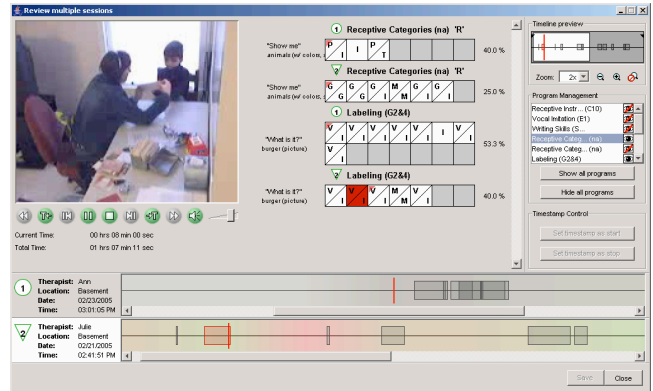 Review multiple sessions
1 Receptive Categories (na) 'R'
"Show me"
animals (w/ colors,
P I I P T
40.0 %
2 Receptive Categories (na) 'R'
"Show me"
animals (w/ colors,
G G G G M G G
I M I I
25.0 %
1 Labeling (G2&4)
"What is it?"
burger (picture)
V V V V V I V
I I I I I I
V
I
53.3 %
2 Labeling (G2&4)
"What is it?"
burger (picture)
V V V M V
I I I I I
40.0 %
Current Time: 00 hrs 08 min 00 sec
Total Time: 01 hrs 07 min 11 sec
Timeline preview
Zoom: 2x
Program Management
Receptive Instr... (C10)
Vocal Imitation (E1)
Writing Skills (S...
Receptive Categ... (na)
Receptive Categ... (na)
Labeling (G2&4)
Show all programs
Hide all programs
Timestamp Control
Set timestamp as start
Set timestamp as stop
1 Therapist: Ann
Location: Basement
Date: 02/23/2005
Time: 03:01:05 PM
2 Therapist: Julie
Location: Basement
Date: 02/21/2005
Time: 02:41:51 PM
Save Close